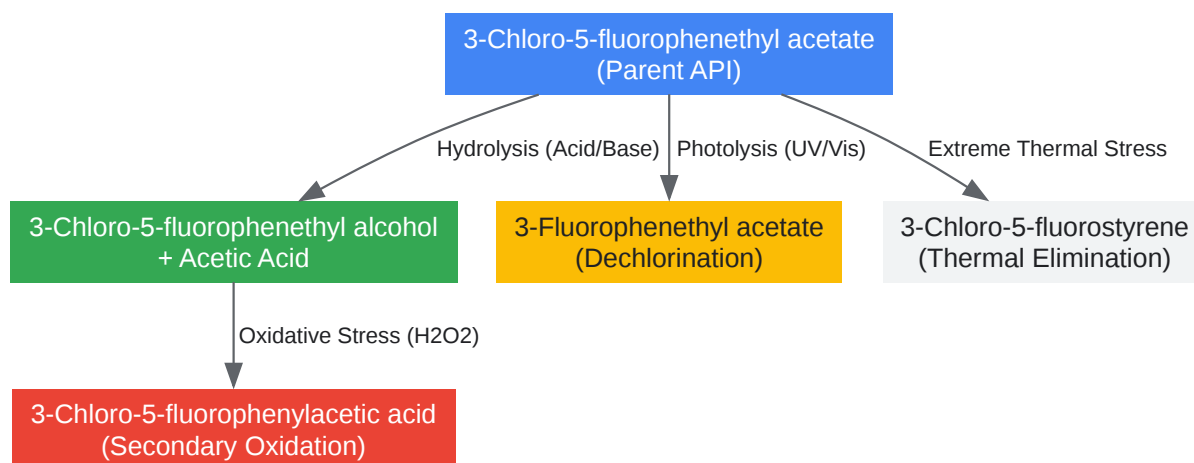 3-Chloro-5-fluorophenethyl acetate
(Parent API)
Hydrolysis (Acid/Base)
Photolysis (UV/Vis)
Extreme Thermal Stress
3-Chloro-5-fluorophenethyl alcohol
+ Acetic Acid
3-Fluorophenethyl acetate
(Dechlorination)
3-Chloro-5-fluorostyrene
(Thermal Elimination)
Oxidative Stress (H2O2)
3-Chloro-5-fluorophenylacetic acid
(Secondary Oxidation)